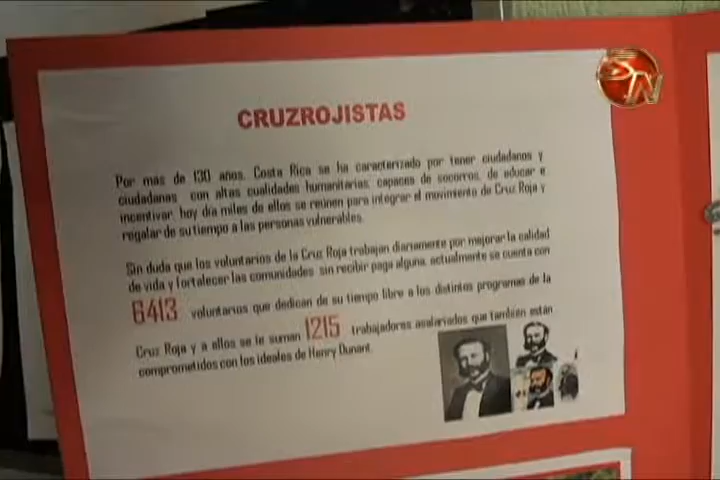 CRUZROJISTAS
Por más de 130 años, Costa Rica se ha caracterizado por tener ciudadanos y
ciudadanas con altas cualidades humanitarias, capaces de socorros, de educar e
incentivar, hoy día miles de ellos se reúnen para integrar el movimiento de Cruz Roja y
regalar de su tiempo a las personas vulnerables.
Sin duda que los voluntarios de la Cruz Roja trabajan diariamente por mejorar la calidad
de vida y fortalecer las comunidades sin recibir paga alguna, actualmente se cuenta con
6413 voluntarios que dedican de su tiempo libre a los distintos programas de la
Cruz Roja y a ellos se le suman 1215 trabajadores asalariados que también están
comprometidos con los ideales de Henry Dunant.